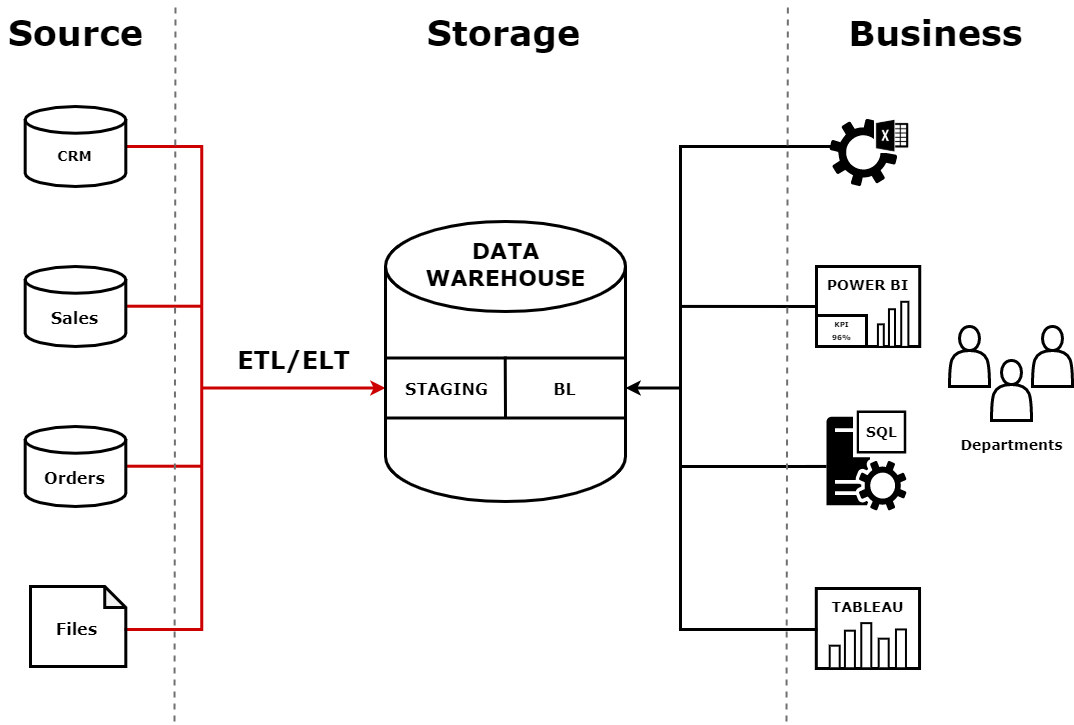 Source
Storage
Business
CRM
Sales
Orders
Files
ETL/ELT
DATA
WAREHOUSE
STAGING
BL
X
POWER BI
KPI
96%
SQL
TABLEAU
Departments